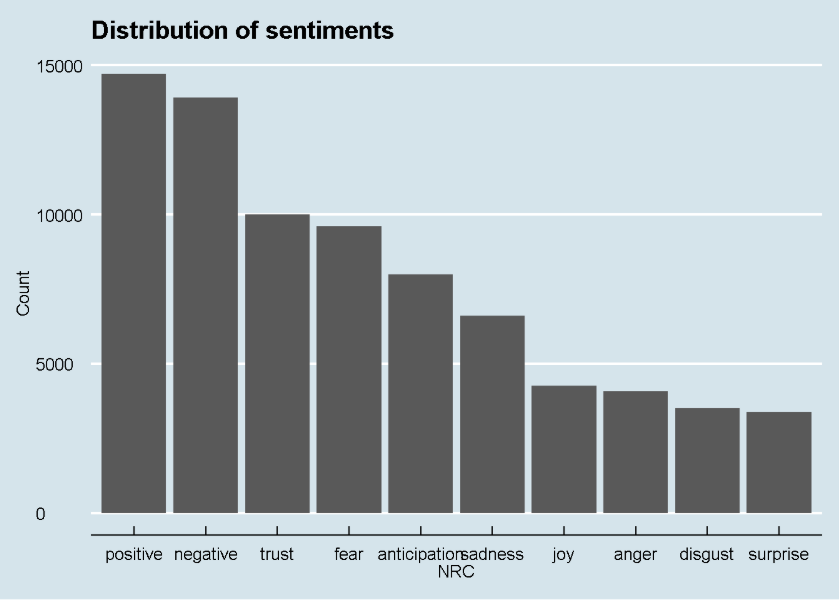 Distribution of sentiments
15000
10000
5000
0
Count
positive negative trust fear anticipation sadness joy anger disgust surprise
NRC